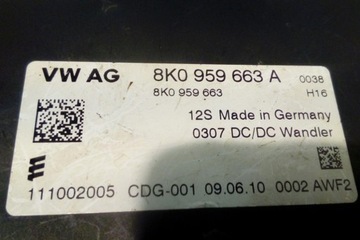 VW AG 8K0 959 663 A 0038
8K0 959 663 H16
12S Made in Germany
0307 DC/DC Wandler
111002005 CDG-001 09.06.10 0002 AWF2